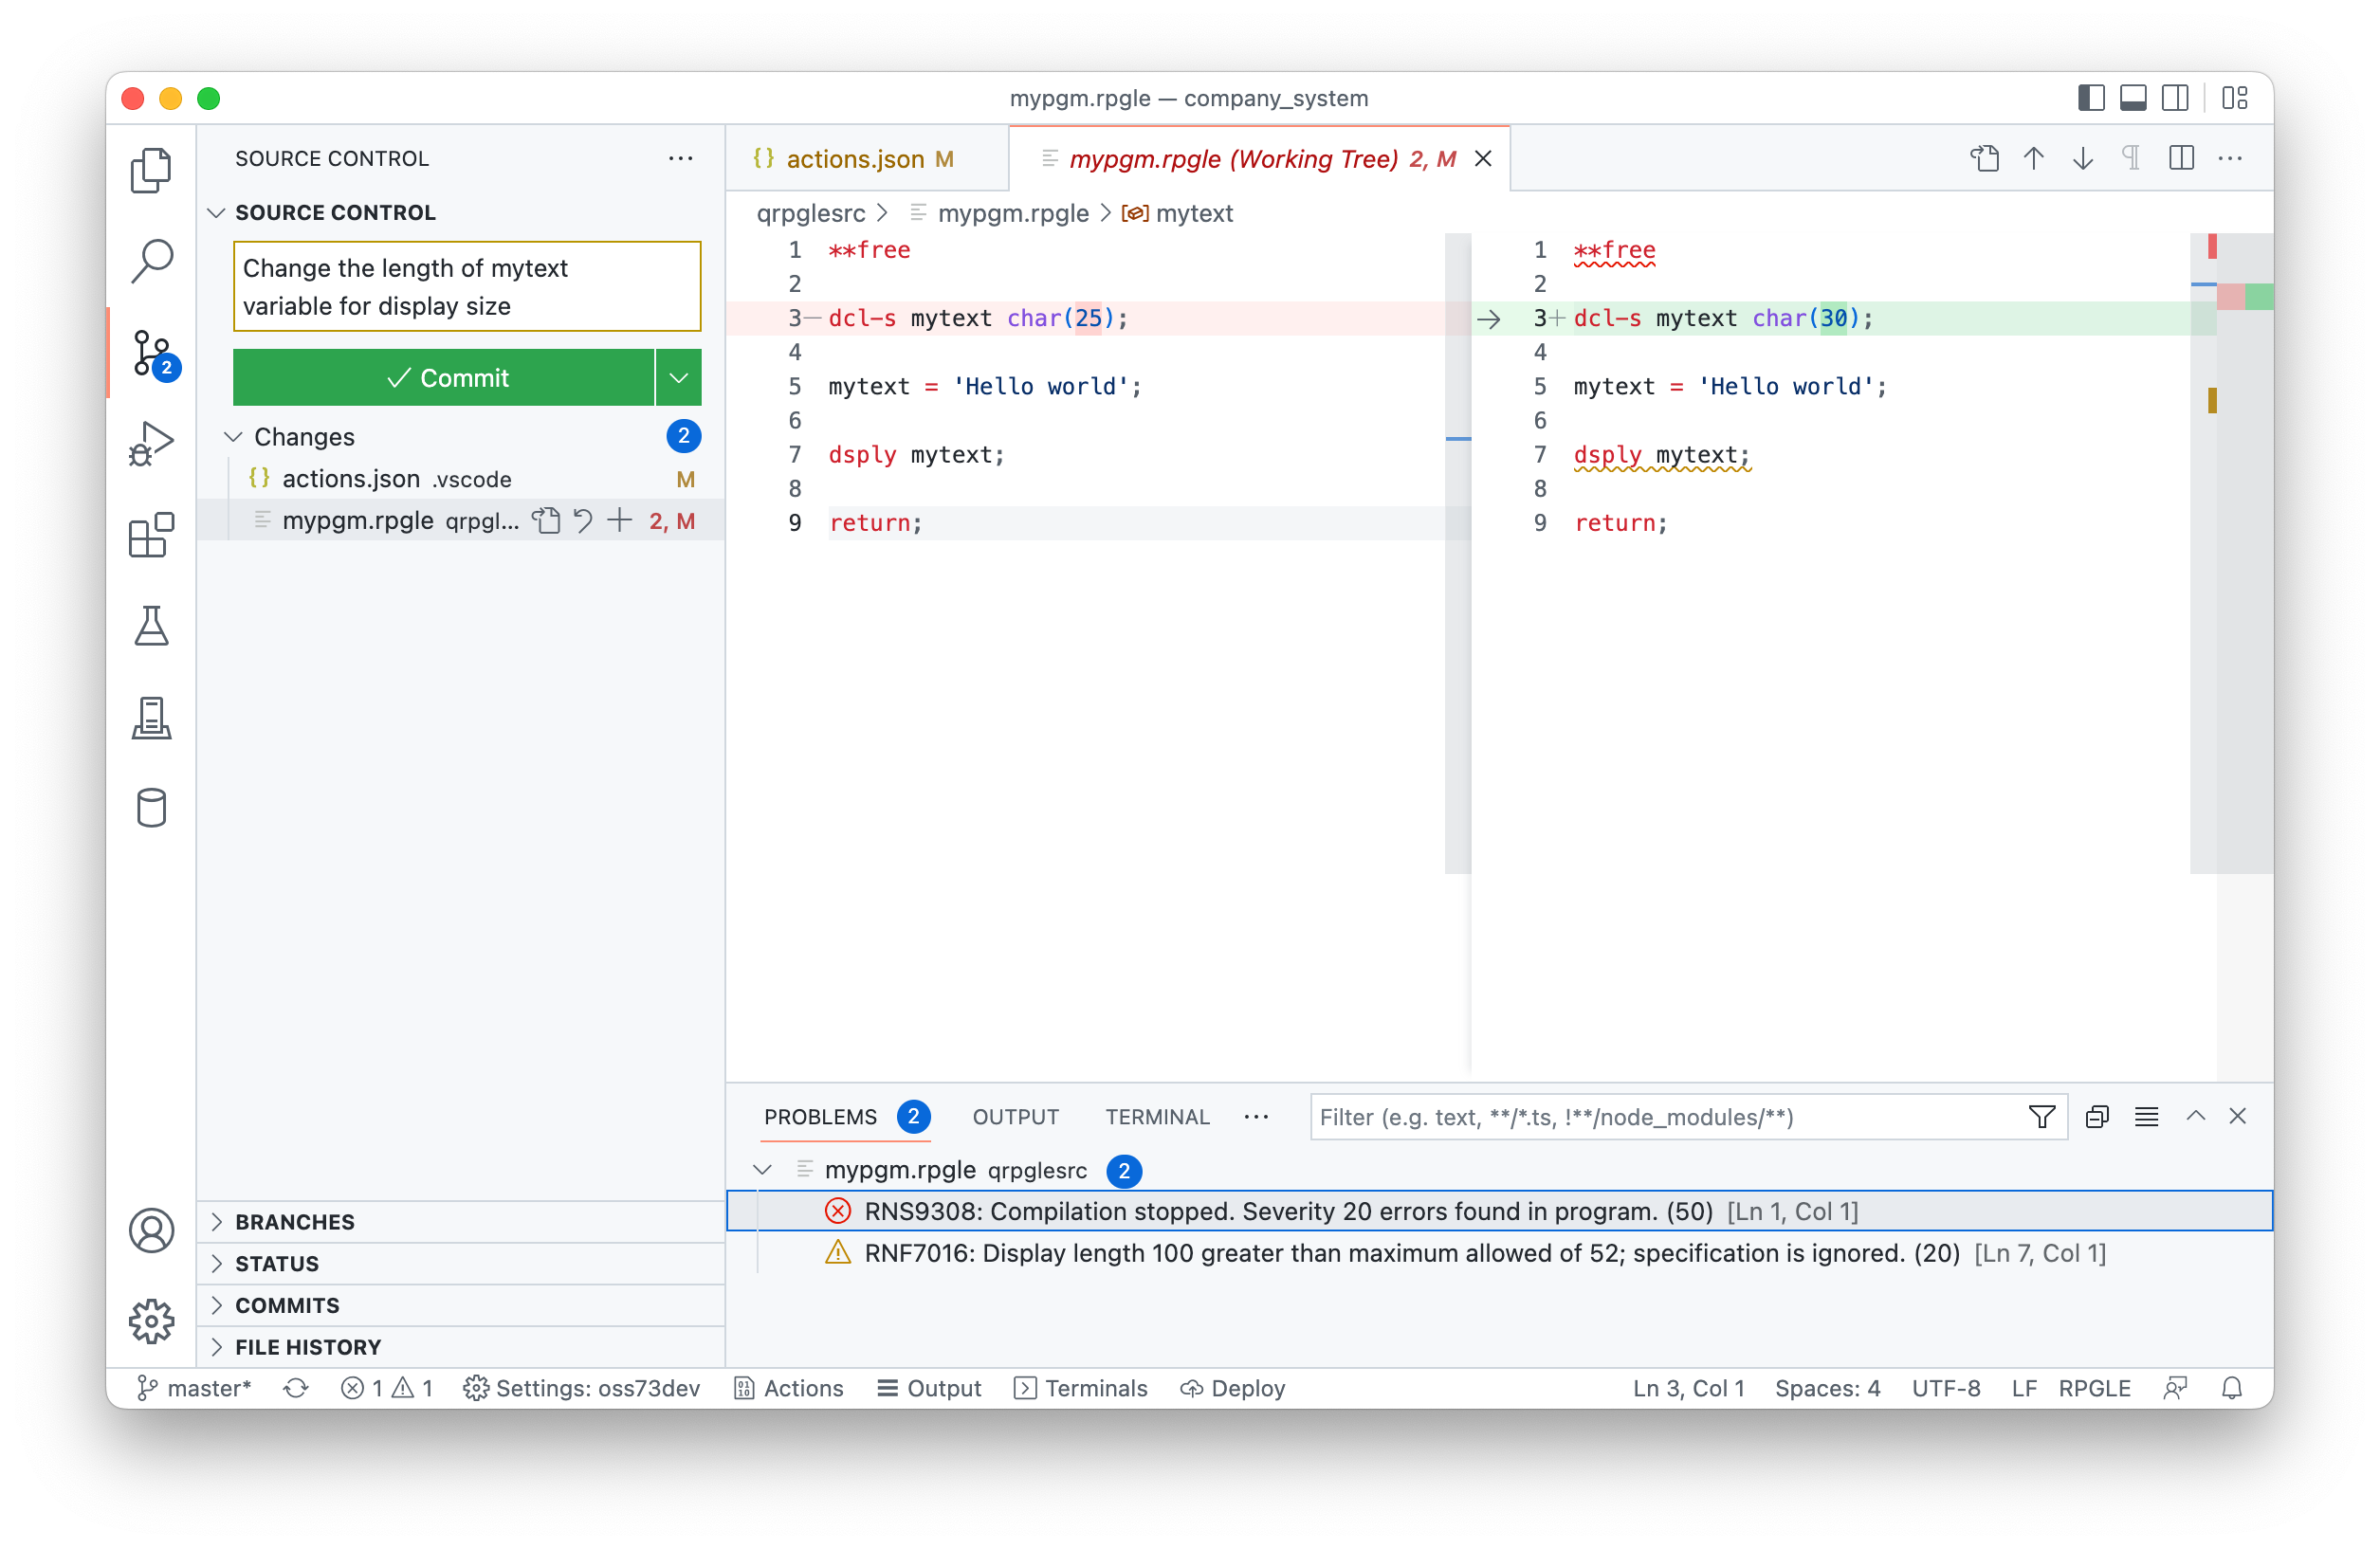 mypgm.rpgle — company_system
SOURCE CONTROL
SOURCE CONTROL
Change the length of mytext
variable for display size
Commit
Changes 2
actions.json .vscode M
mypgm.rpgle qrpgl... 2, M
2
BRANCHES
STATUS
COMMITS
FILE HISTORY
actions.json M
mypgm.rpgle (Working Tree) 2, M
qrpglesrc > mypgm.rpgle > mytext
1 **free
2
3 dcl-s mytext char(25);
4
5 mytext = 'Hello world';
6
7 dsply mytext;
8
9 return;
1 **free
2
3 dcl-s mytext char(30);
4
5 mytext = 'Hello world';
6
7 dsply mytext;
8
9 return;
PROBLEMS 2 OUTPUT TERMINAL
Filter (e.g. text, **/*.ts, !**/node_modules/**)
mypgm.rpgle qrpglesrc 2
RNS9308: Compilation stopped. Severity 20 errors found in program. (50) [Ln 1, Col 1]
RNF7016: Display length 100 greater than maximum allowed of 52; specification is ignored. (20) [Ln 7, Col 1]
master* 1 1 Settings: oss73dev Actions Output Terminals Deploy Ln 3, Col 1 Spaces: 4 UTF-8 LF RPGLE